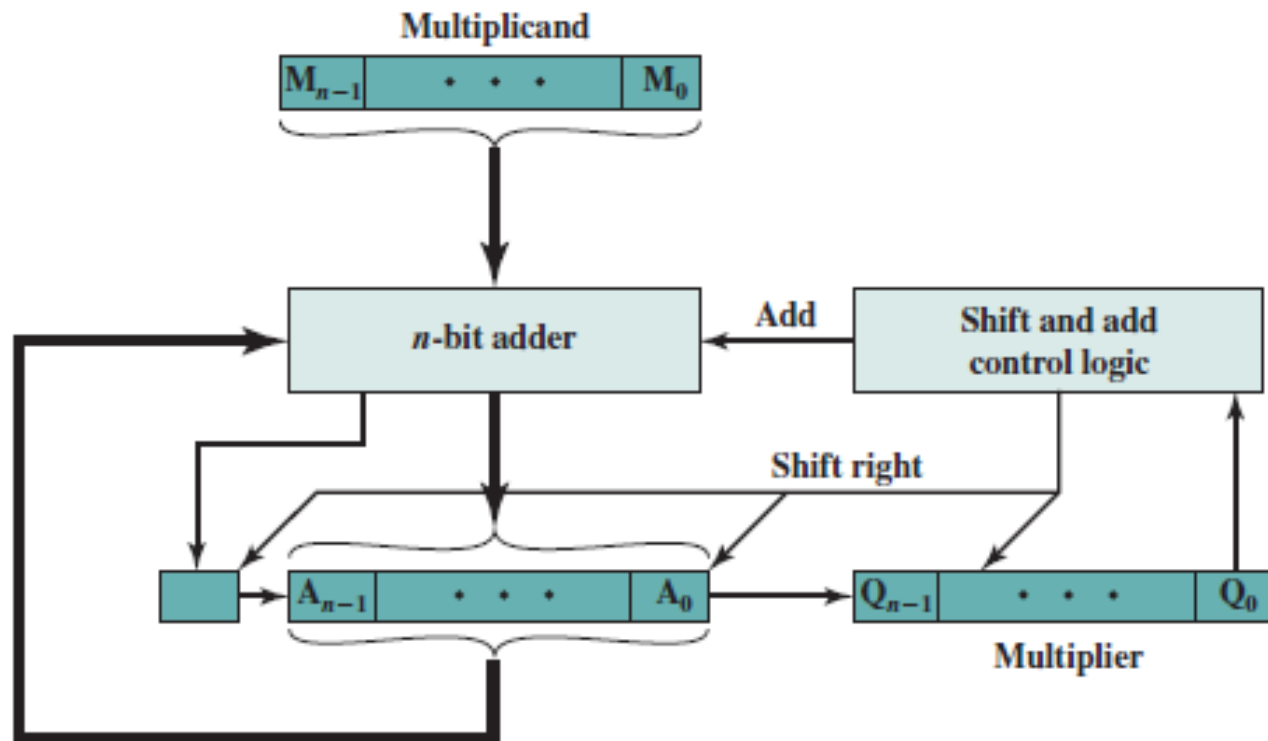 Multiplicand
Mn−1 • • • M0
n-bit adder
Add
Shift and add
control logic
Shift right
An−1 • • • A0
Qn−1 • • • Q0
Multiplier